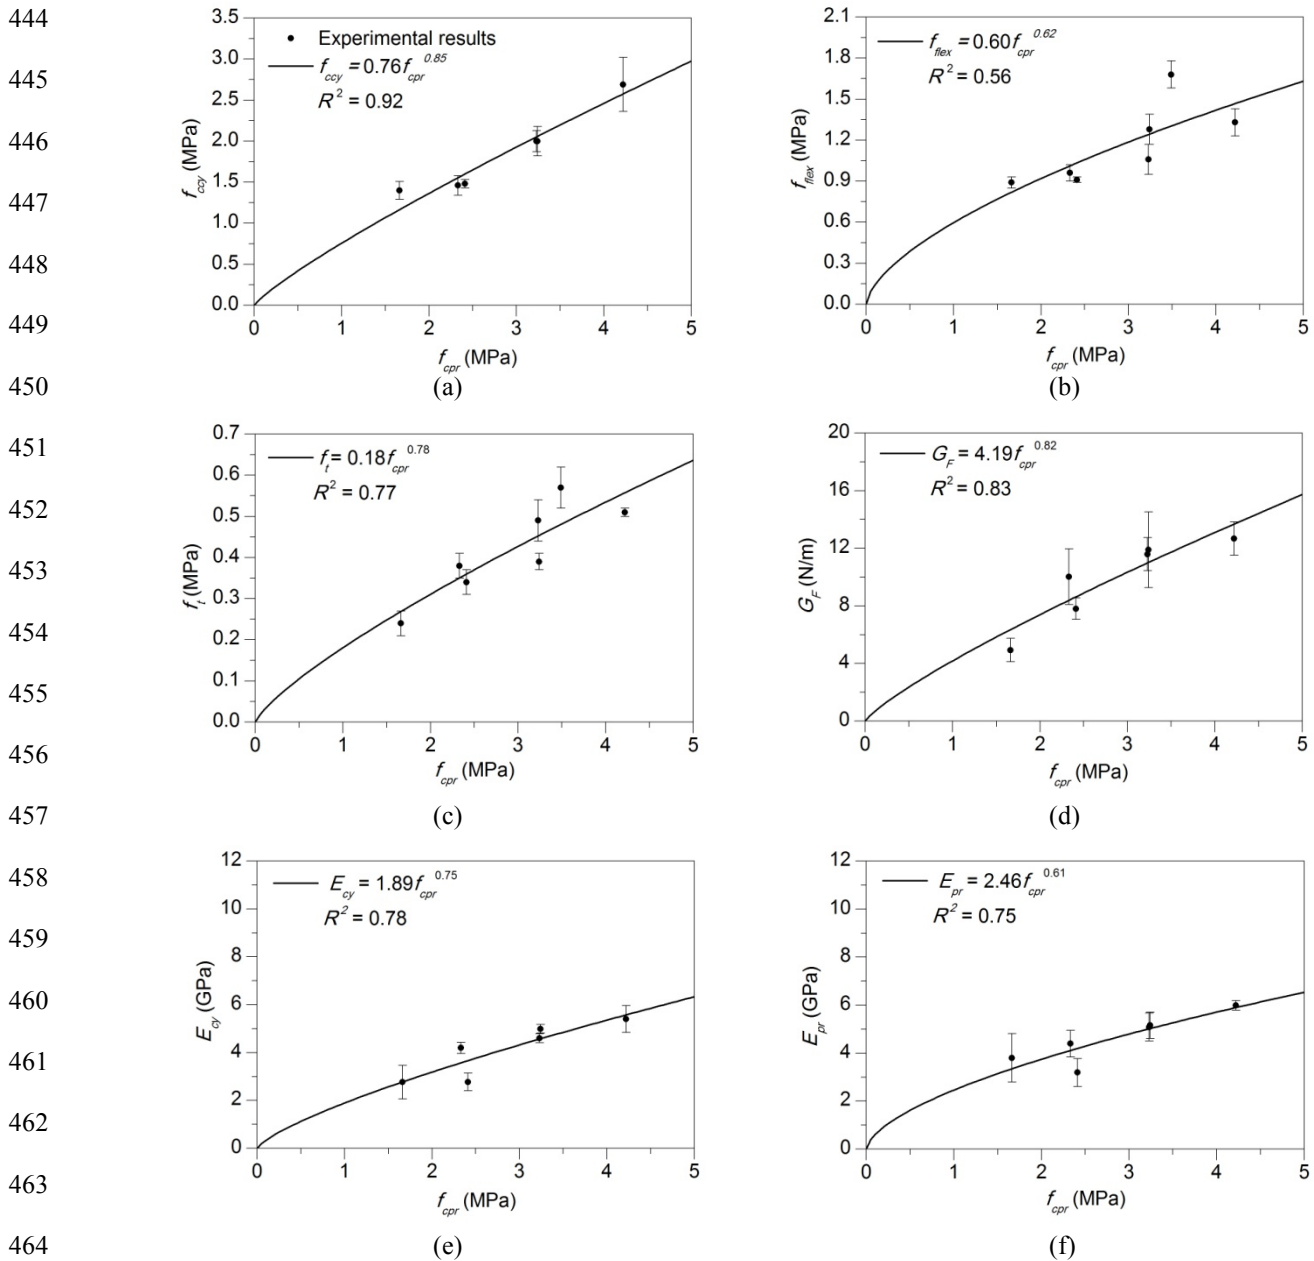 444
445
446
447
448
449
450
451
452
453
454
455
456
457
458
459
460
461
462
463
464
3.5
3.0
2.5
2.0
1.5
1.0
0.5
0.0
f_ccy (MPa)
Experimental results
f_ccy = 0.76f_cpr^0.85
R^2 = 0.92
0 1 2 3 4 5
f_cpr (MPa)
(a)
2.1
1.8
1.5
1.2
0.9
0.6
0.3
0.0
f_flex (MPa)
f_flex = 0.60f_cpr^0.62
R^2 = 0.56
0 1 2 3 4 5
f_cpr (MPa)
(b)
0.7
0.6
0.5
0.4
0.3
0.2
0.1
0.0
f_t (MPa)
f_t = 0.18f_cpr^0.78
R^2 = 0.77
0 1 2 3 4 5
f_cpr (MPa)
(c)
20
16
12
8
4
0
G_F (N/m)
G_F = 4.19f_cpr^0.82
R^2 = 0.83
0 1 2 3 4 5
f_cpr (MPa)
(d)
12
10
8
6
4
2
0
E_cy (GPa)
E_cy = 1.89f_cpr^0.75
R^2 = 0.78
0 1 2 3 4 5
f_cpr (MPa)
(e)
12
10
8
6
4
2
0
E_pr (GPa)
E_pr = 2.46f_cpr^0.61
R^2 = 0.75
0 1 2 3 4 5
f_cpr (MPa)
(f)